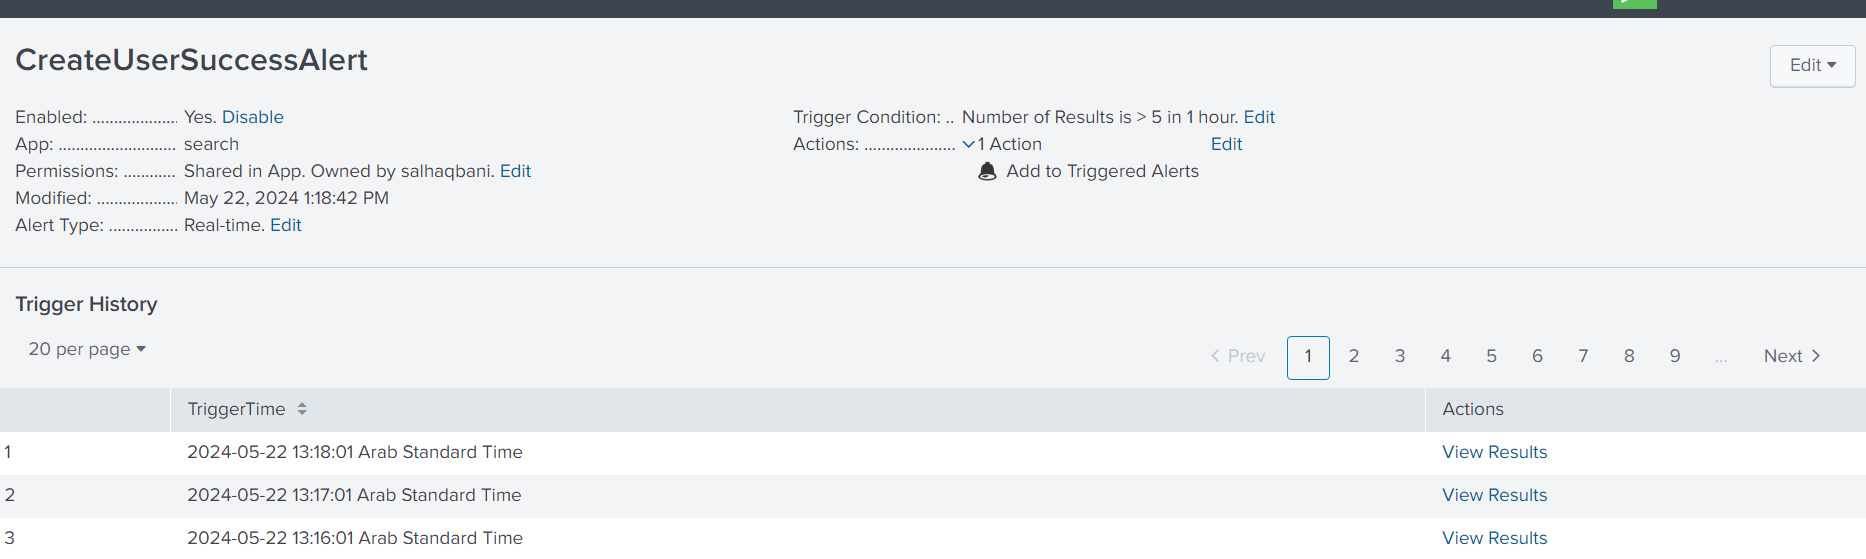 CreateUserSuccessAlert
Edit
Enabled: .................... Yes. Disable
App: ........................... search
Permissions: ............. Shared in App. Owned by salhaqbani. Edit
Modified: ................... May 22, 2024 1:18:42 PM
Alert Type: ................ Real-time. Edit
Trigger Condition: .. Number of Results is > 5 in 1 hour. Edit
Actions: ..................... 1 Action Edit
Add to Triggered Alerts
Trigger History
20 per page
Prev 1 2 3 4 5 6 7 8 9 ... Next
TriggerTime Actions
1 2024-05-22 13:18:01 Arab Standard Time View Results
2 2024-05-22 13:17:01 Arab Standard Time View Results
3 2024-05-22 13:16:01 Arab Standard Time View Results